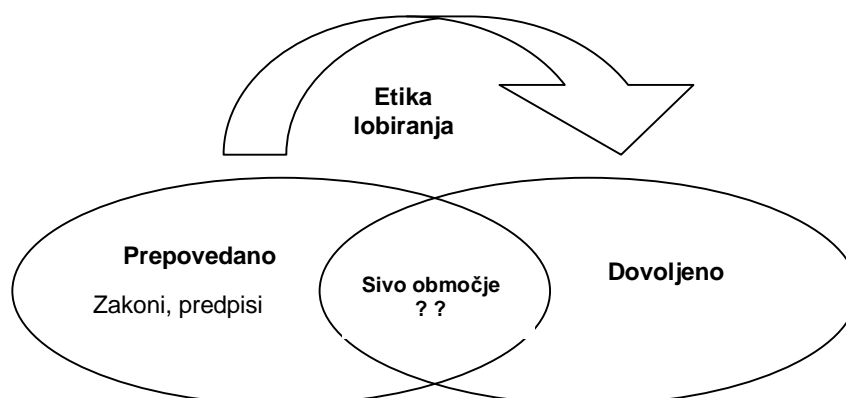 Etika
lobiranja
Prepovedano
Zakoni, predpisi
Sivo območje
? ?
Dovoljeno